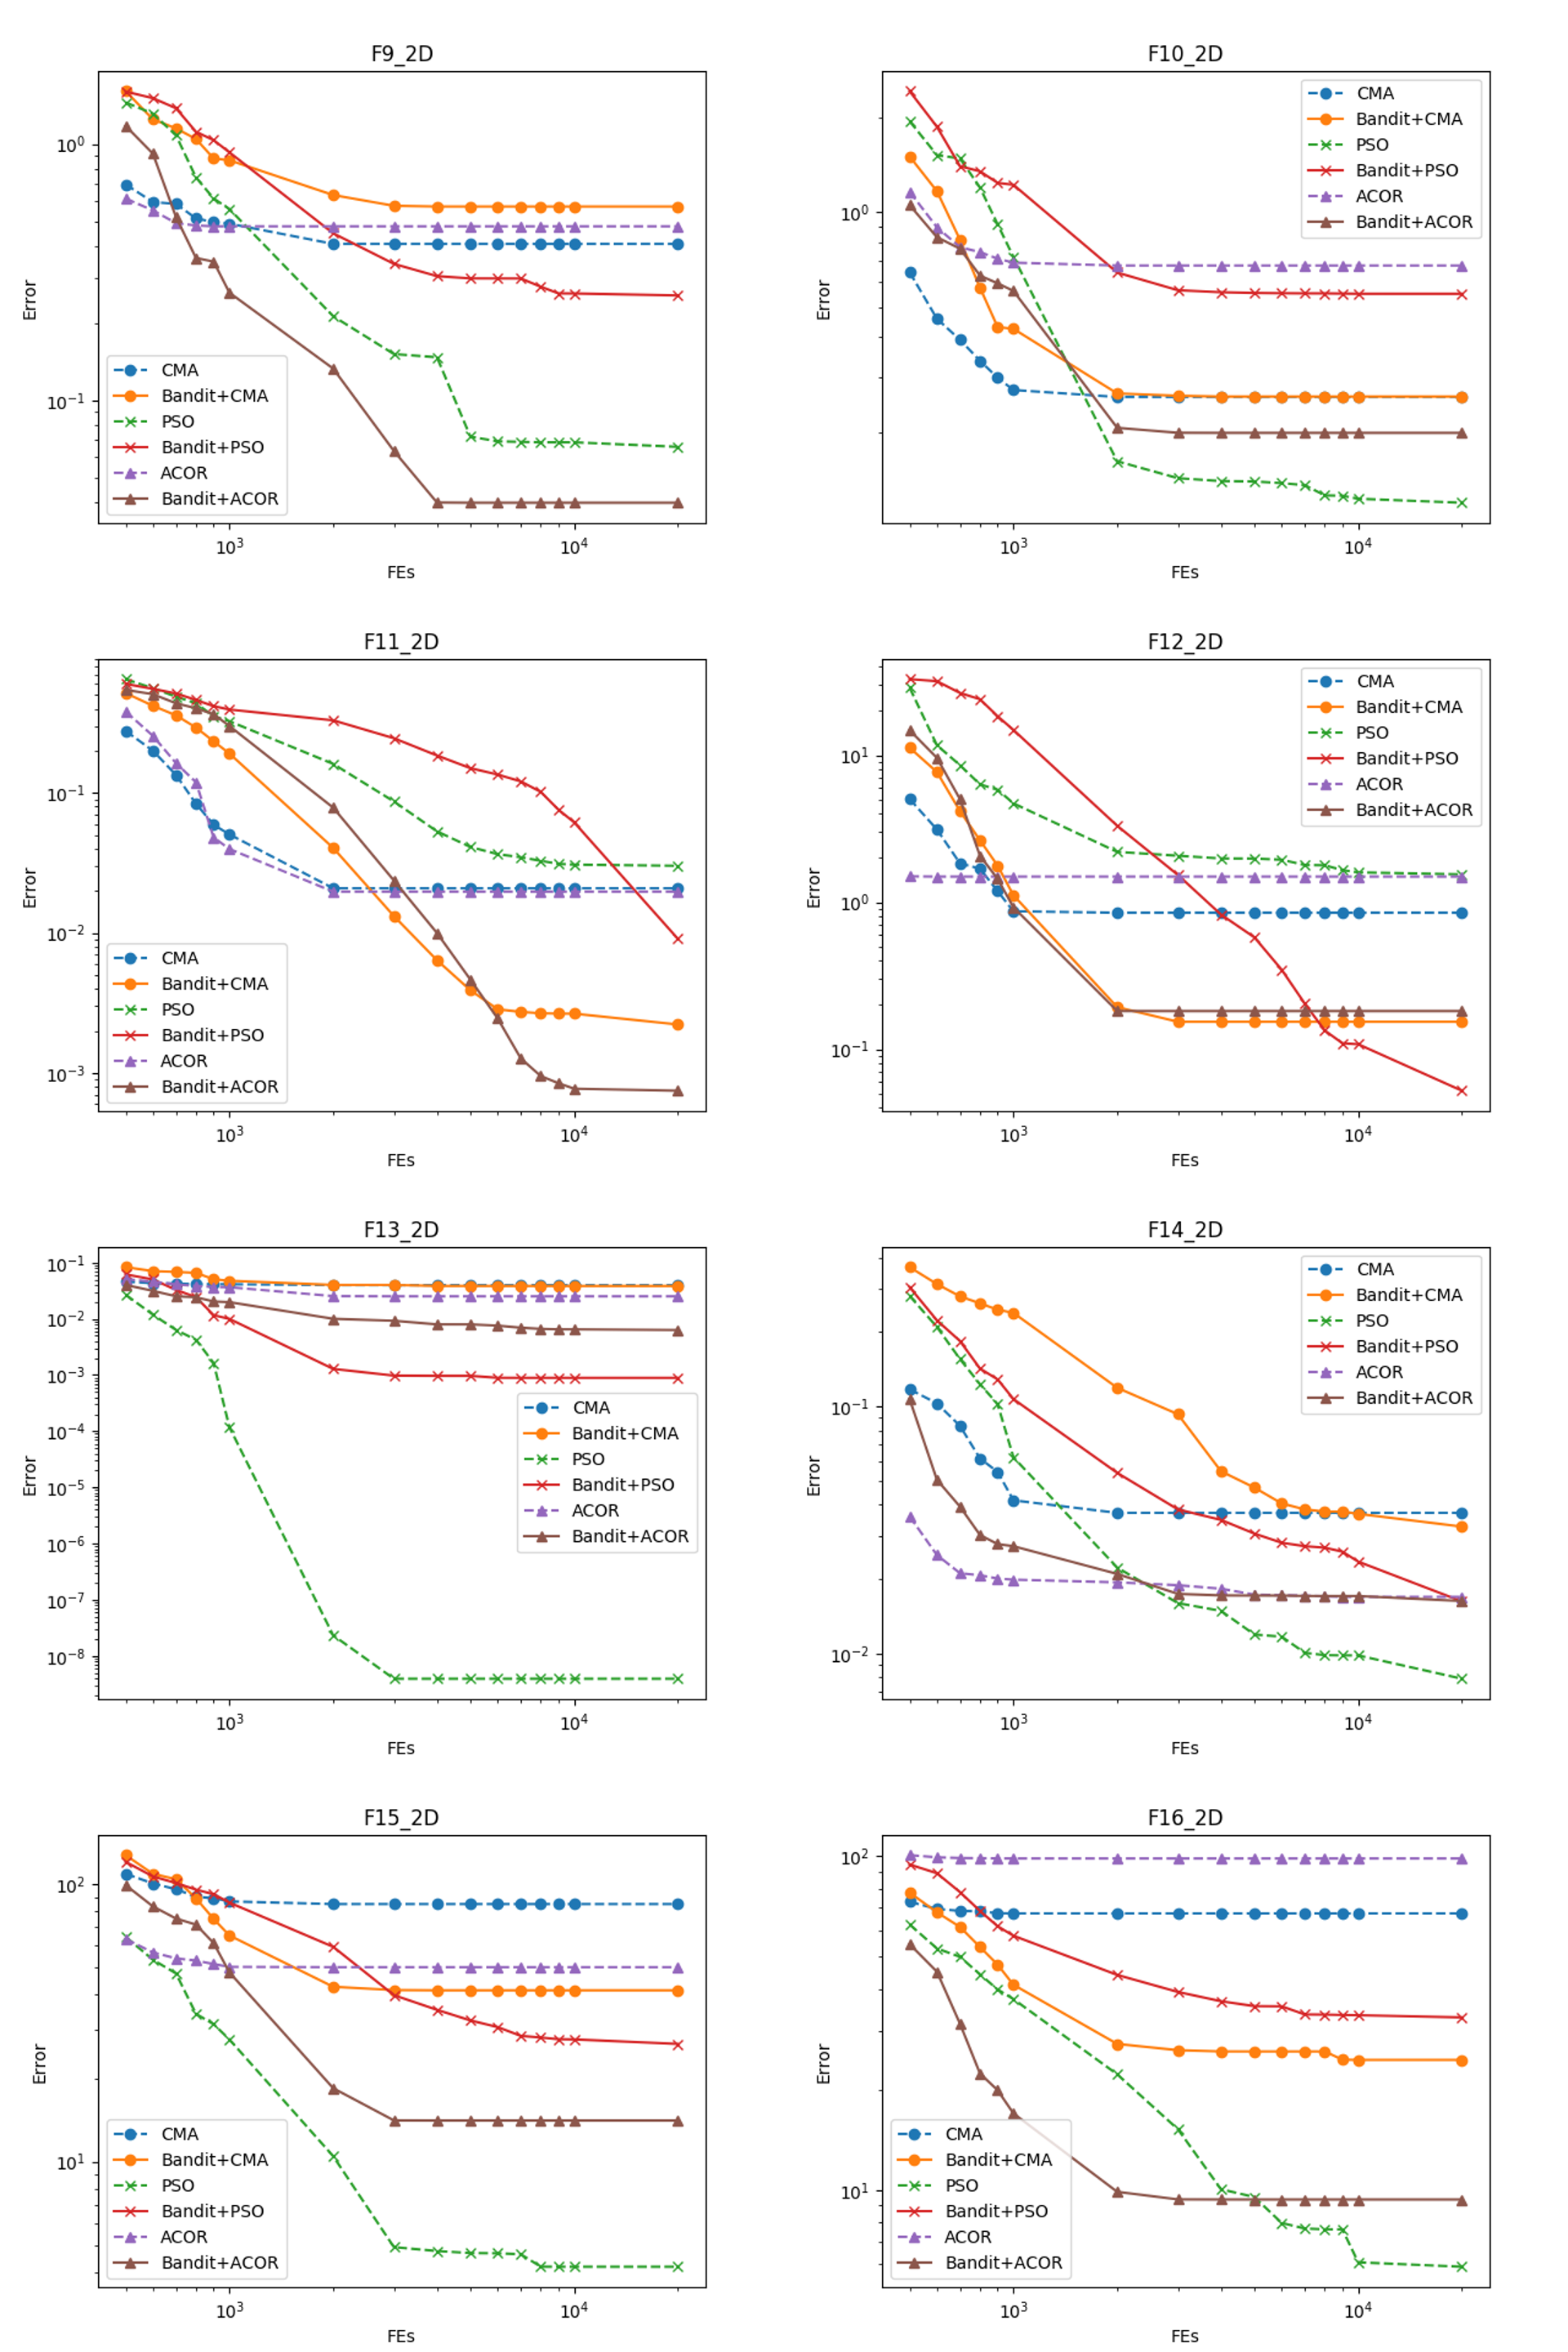 F9_2D
10^0
10^-1
Error
CMA
Bandit+CMA
PSO
Bandit+PSO
ACOR
Bandit+ACOR
10^3
10^4
FEs
F10_2D
10^0
Error
CMA
Bandit+CMA
PSO
Bandit+PSO
ACOR
Bandit+ACOR
10^3
10^4
FEs
F11_2D
10^-1
10^-2
10^-3
Error
CMA
Bandit+CMA
PSO
Bandit+PSO
ACOR
Bandit+ACOR
10^3
10^4
FEs
F12_2D
10^1
10^0
10^-1
Error
CMA
Bandit+CMA
PSO
Bandit+PSO
ACOR
Bandit+ACOR
10^3
10^4
FEs
F13_2D
10^-1
10^-2
10^-3
10^-4
10^-5
10^-6
10^-7
10^-8
Error
CMA
Bandit+CMA
PSO
Bandit+PSO
ACOR
Bandit+ACOR
10^3
10^4
FEs
F14_2D
10^-1
10^-2
Error
CMA
Bandit+CMA
PSO
Bandit+PSO
ACOR
Bandit+ACOR
10^3
10^4
FEs
F15_2D
10^2
10^1
Error
CMA
Bandit+CMA
PSO
Bandit+PSO
ACOR
Bandit+ACOR
10^3
10^4
FEs
F16_2D
10^2
10^1
Error
CMA
Bandit+CMA
PSO
Bandit+PSO
ACOR
Bandit+ACOR
10^3
10^4
FEs